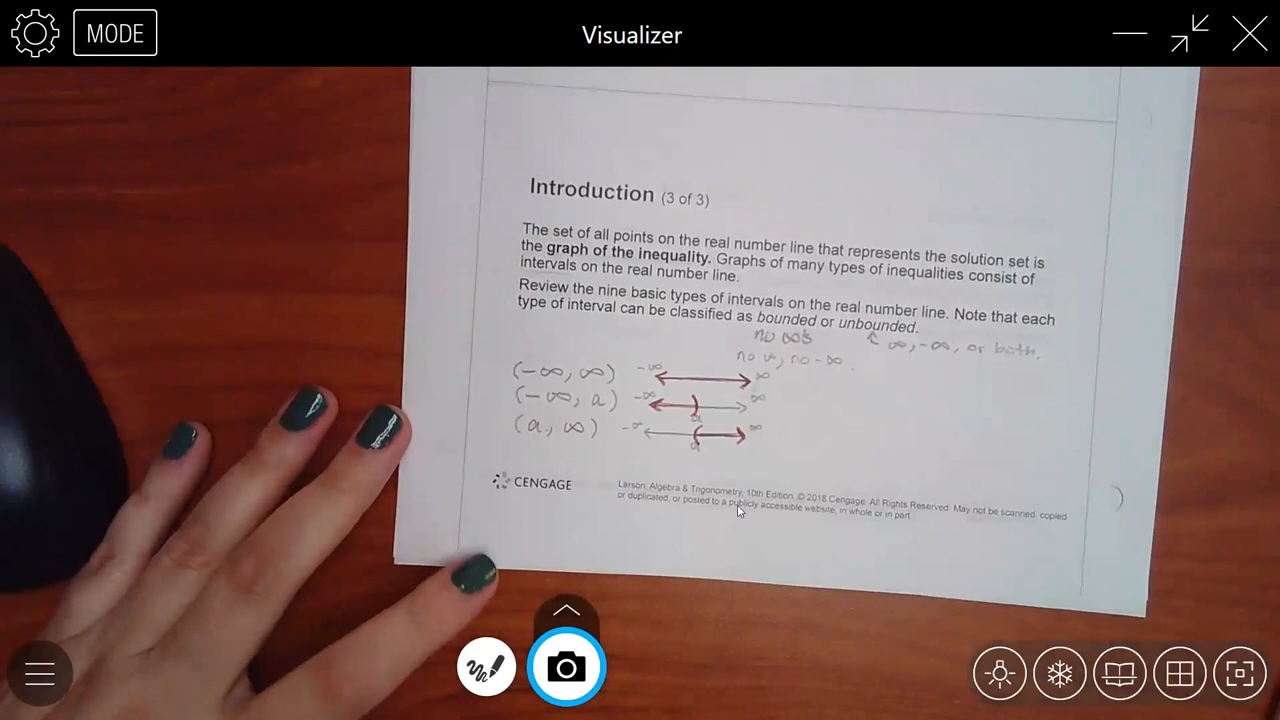 MODE
Visualizer
Introduction (3 of 3)
The set of all points on the real number line that represents the solution set is
the graph of the inequality. Graphs of many types of inequalities consist of
intervals on the real number line.
Review the nine basic types of intervals on the real number line. Note that each
type of interval can be classified as bounded or unbounded.
no ∞'s
↑ ∞, -∞, or both.
no ∞, no -∞.
(-∞, ∞) -∞ ∞
(-∞, a) -∞ a ∞
(a, ∞) -∞ a ∞
CENGAGE
Larson, Algebra & Trigonometry, 10th Edition. © 2018 Cengage. All Rights Reserved. May not be scanned, copied
or duplicated, or posted to a publicly accessible website, in whole or in part.